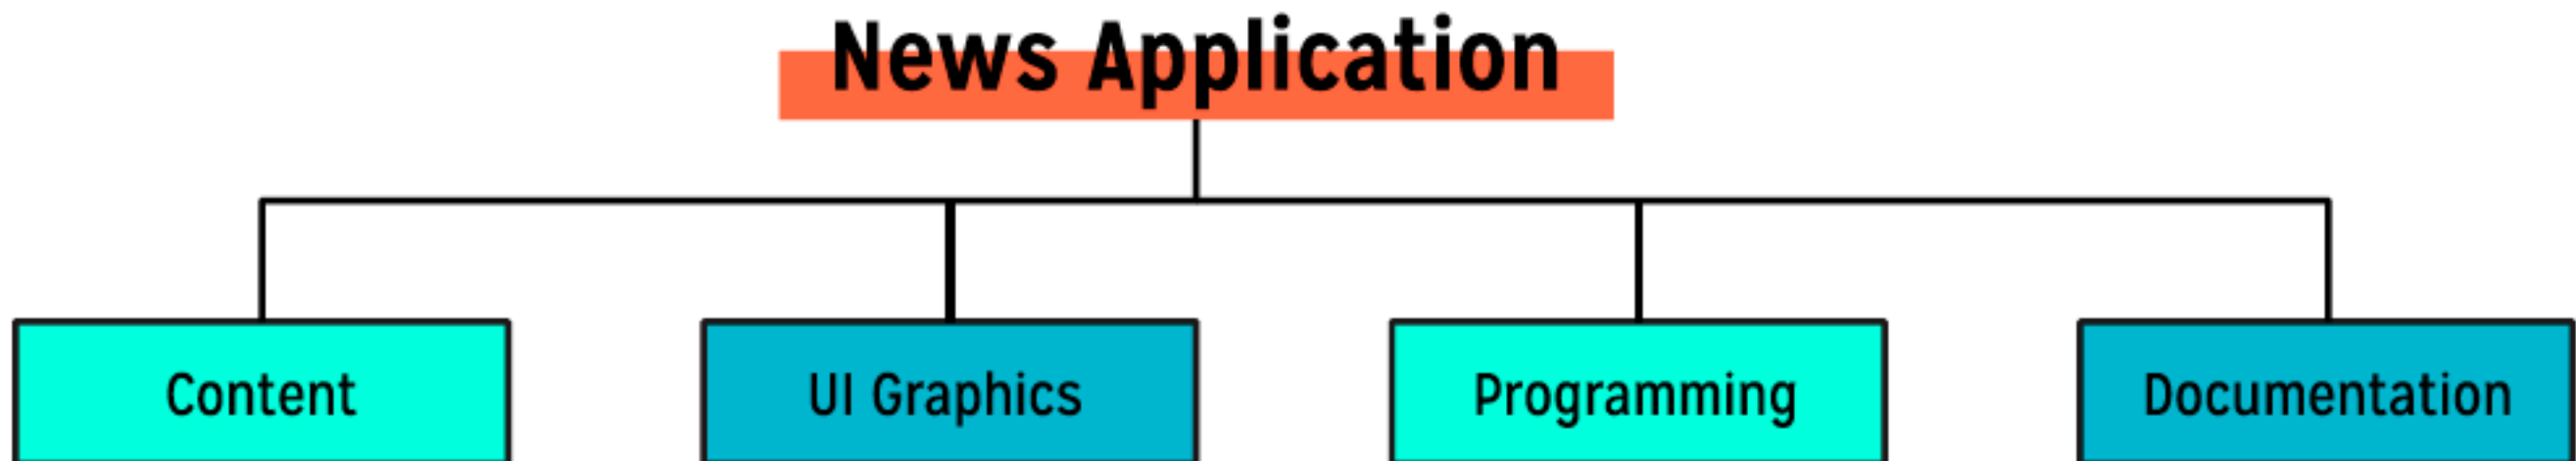 News Application
Content
UI Graphics
Programming
Documentation